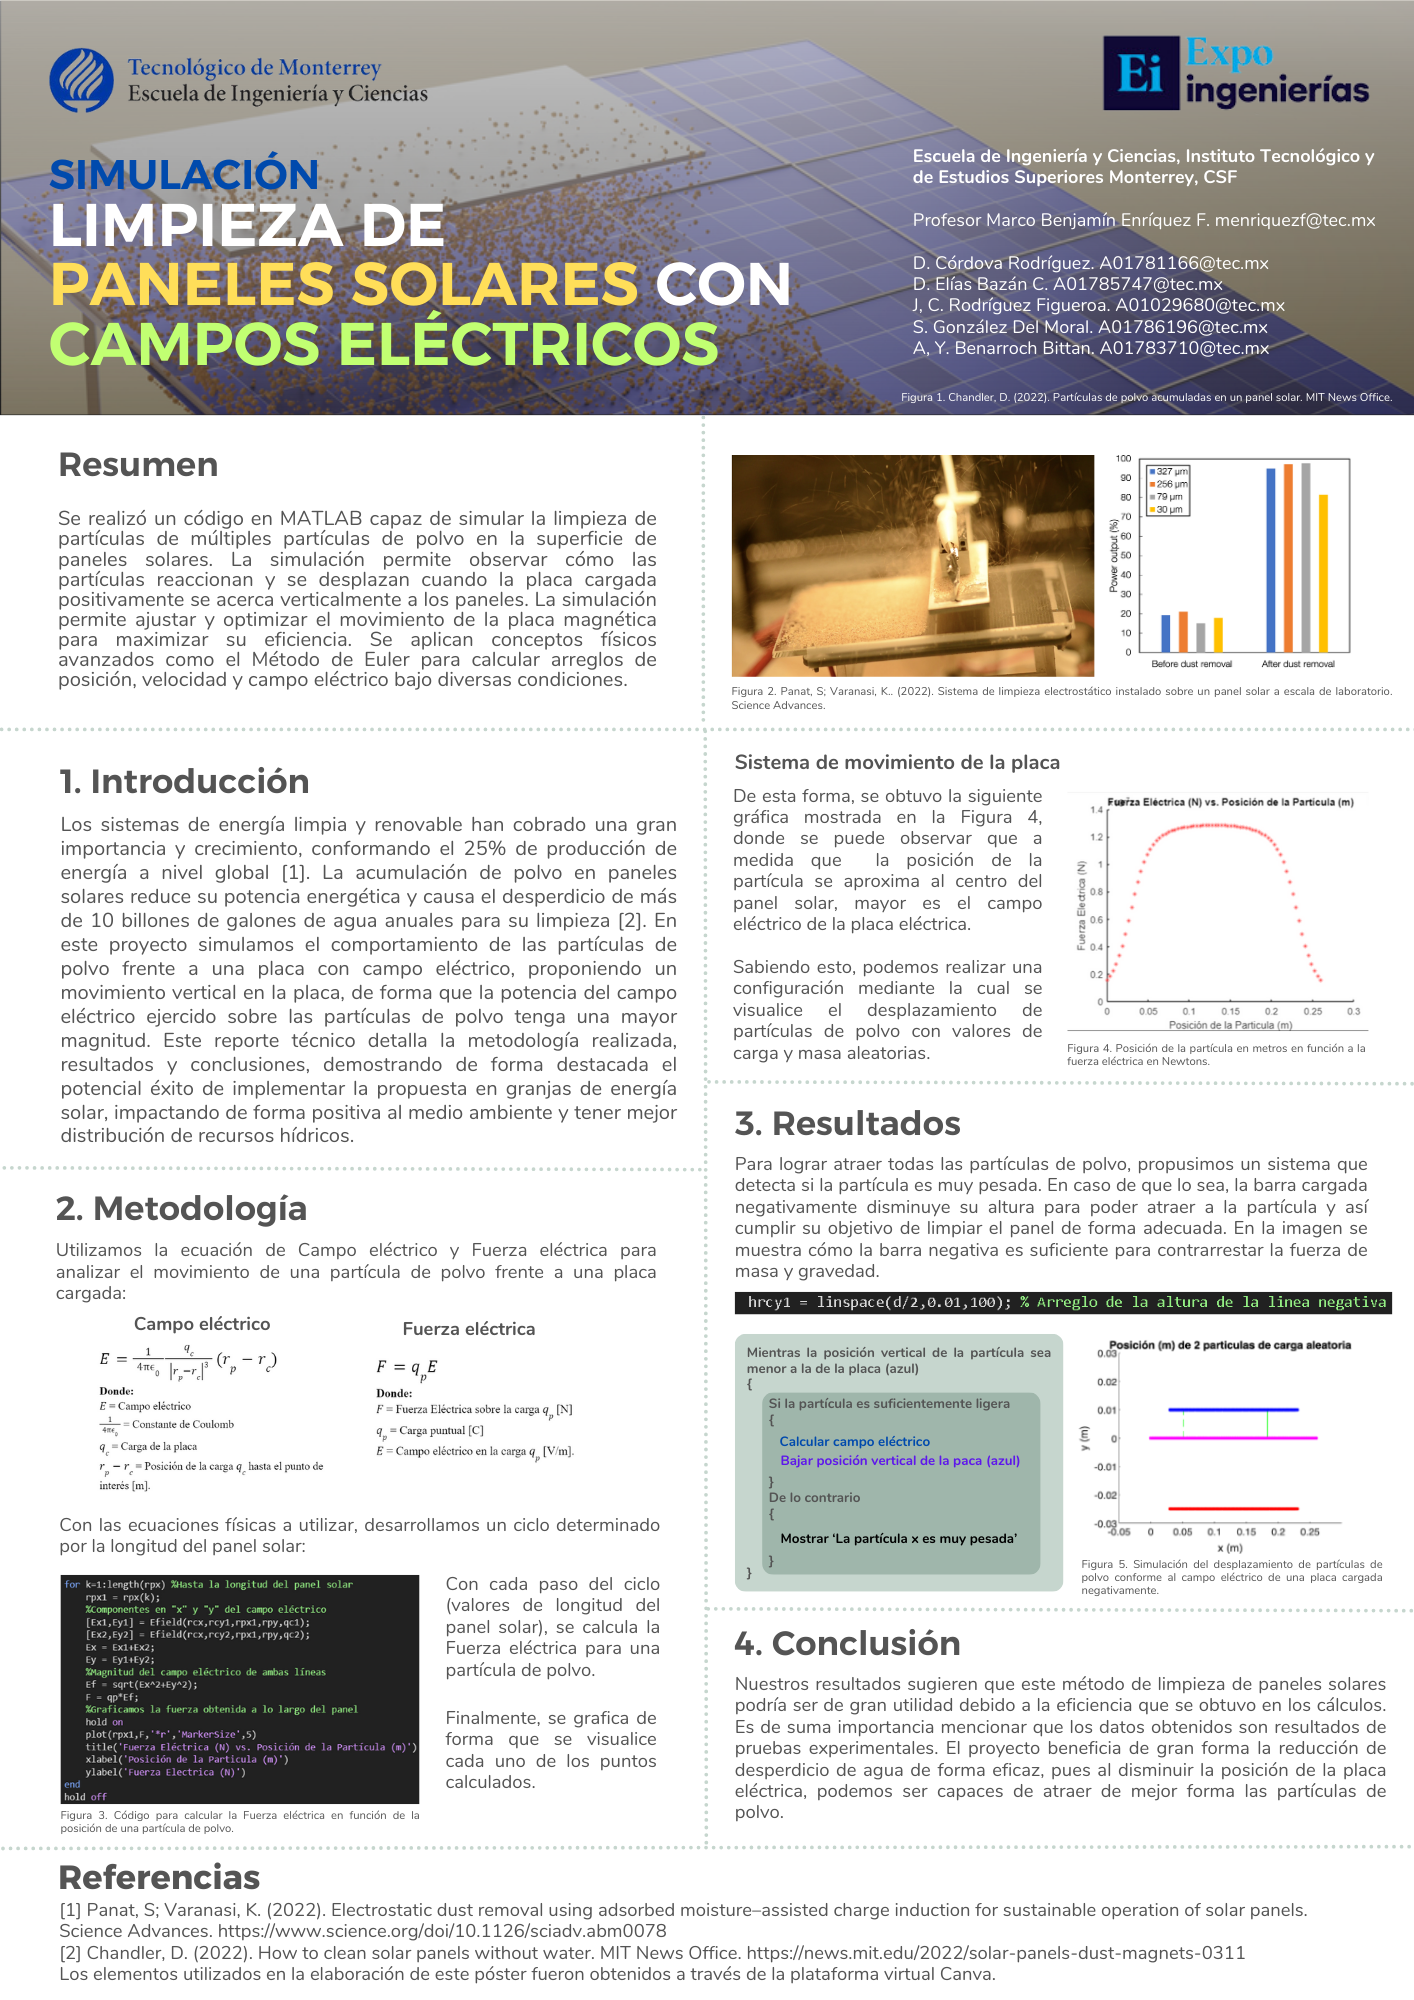 Tecnológico de Monterrey
Escuela de Ingeniería y Ciencias
Ei Expo
ingenierías
SIMULACIÓN
LIMPIEZA DE
PANELES SOLARES CON
CAMPOS ELÉCTRICOS
Escuela de Ingeniería y Ciencias, Instituto Tecnológico y
de Estudios Superiores Monterrey, CSF
Profesor Marco Benjamín Enríquez F. menriquezf@tec.mx
D. Córdova Rodríguez. A01781166@tec.mx
D. Elías Bazán C. A01785747@tec.mx
J, C. Rodríguez Figueroa. A01029680@tec.mx
S. González Del Moral. A01786196@tec.mx
A, Y. Benarroch Bittan. A01783710@tec.mx
Figura 1. Chandler, D. (2022). Partículas de polvo acumuladas en un panel solar. MIT News Office.
Resumen
Se realizó un código en MATLAB capaz de simular la limpieza de
partículas de múltiples partículas de polvo en la superficie de
paneles solares. La simulación permite observar cómo las
partículas reaccionan y se desplazan cuando la placa cargada
positivamente se acerca verticalmente a los paneles. La simulación
permite ajustar y optimizar el movimiento de la placa magnética
para maximizar su eficiencia. Se aplican conceptos físicos
avanzados como el Método de Euler para calcular arreglos de
posición, velocidad y campo eléctrico bajo diversas condiciones.
100
90
80
70
60
50
40
30
20
10
0
Power output (%)
327 µm
256 µm
79 µm
30 µm
Before dust removal
After dust removal
Figura 2. Panat, S; Varanasi, K.. (2022). Sistema de limpieza electrostático instalado sobre un panel solar a escala de laboratorio.
Science Advances.
1. Introducción
Los sistemas de energía limpia y renovable han cobrado una gran
importancia y crecimiento, conformando el 25% de producción de
energía a nivel global [1]. La acumulación de polvo en paneles
solares reduce su potencia energética y causa el desperdicio de más
de 10 billones de galones de agua anuales para su limpieza [2]. En
este proyecto simulamos el comportamiento de las partículas de
polvo frente a una placa con campo eléctrico, proponiendo un
movimiento vertical en la placa, de forma que la potencia del campo
eléctrico ejercido sobre las partículas de polvo tenga una mayor
magnitud. Este reporte técnico detalla la metodología realizada,
resultados y conclusiones, demostrando de forma destacada el
potencial éxito de implementar la propuesta en granjas de energía
solar, impactando de forma positiva al medio ambiente y tener mejor
distribución de recursos hídricos.
2. Metodología
Utilizamos la ecuación de Campo eléctrico y Fuerza eléctrica para
analizar el movimiento de una partícula de polvo frente a una placa
cargada:
Campo eléctrico
E = 1/4πϵ0 qc/|rp−rc|³ (rp − rc)
Donde:
E = Campo eléctrico
1/4πϵ0 = Constante de Coulomb
qc = Carga de la placa
rp − rc = Posición de la carga qc hasta el punto de
interés [m].
Fuerza eléctrica
F = qpE
Donde:
F = Fuerza Eléctrica sobre la carga qp [N]
qp = Carga puntual [C]
E = Campo eléctrico en la carga qp [V/m].
Con las ecuaciones físicas a utilizar, desarrollamos un ciclo determinado
por la longitud del panel solar:
for k=1:length(rpx) %Hasta la longitud del panel solar
rpx1 = rpx(k);
%Componentes en "x" y "y" del campo eléctrico
[Ex1,Ey1] = Efield(rcx,rcy1,rpx1,rpy,qc1);
[Ex2,Ey2] = Efield(rcx,rcy2,rpx1,rpy,qc2);
Ex = Ex1+Ex2;
Ey = Ey1+Ey2;
%Magnitud del campo eléctrico de ambas líneas
Ef = sqrt(Ex^2+Ey^2);
F = qp*Ef;
%Graficamos la fuerza obtenida a lo largo del panel
hold on
plot(rpx1,F,'*r','MarkerSize',5)
title('Fuerza Eléctrica (N) vs. Posición de la Partícula (m)')
xlabel('Posición de la Particula (m)')
ylabel('Fuerza Electrica (N)')
end
hold off
Figura 3. Código para calcular la Fuerza eléctrica en función de la
posición de una partícula de polvo.
Con cada paso del ciclo
(valores de longitud del
panel solar), se calcula la
Fuerza eléctrica para una
partícula de polvo.
Finalmente, se grafica de
forma que se visualice
cada uno de los puntos
calculados.
Sistema de movimiento de la placa
De esta forma, se obtuvo la siguiente
gráfica mostrada en la Figura 4,
donde se puede observar que a
medida que la posición de la
partícula se aproxima al centro del
panel solar, mayor es el campo
eléctrico de la placa eléctrica.
Sabiendo esto, podemos realizar una
configuración mediante la cual se
visualice el desplazamiento de
partículas de polvo con valores de
carga y masa aleatorias.
Fuerza Eléctrica (N) vs. Posición de la Particula (m)
1.4
1.2
1
0.8
0.6
0.4
0.2
0
Fuerza Electrica (N)
0 0.05 0.1 0.15 0.2 0.25 0.3
Posición de la Particula (m)
Figura 4. Posición de la partícula en metros en función a la
fuerza eléctrica en Newtons.
3. Resultados
Para lograr atraer todas las partículas de polvo, propusimos un sistema que
detecta si la partícula es muy pesada. En caso de que lo sea, la barra cargada
negativamente disminuye su altura para poder atraer a la partícula y así
cumplir su objetivo de limpiar el panel de forma adecuada. En la imagen se
muestra cómo la barra negativa es suficiente para contrarrestar la fuerza de
masa y gravedad.
hrcy1 = linspace(d/2,0.01,100); % Arreglo de la altura de la linea negativa
Mientras la posición vertical de la partícula sea
menor a la de la placa (azul)
{
Si la partícula es suficientemente ligera
{
Calcular campo eléctrico
Bajar posición vertical de la paca (azul)
}
De lo contrario
{
Mostrar ‘La partícula x es muy pesada’
}
}
Posición (m) de 2 particulas de carga aleatoria
0.03
0.02
0.01
0
-0.01
-0.02
-0.03
y (m)
-0.05 0 0.05 0.1 0.15 0.2 0.25
x (m)
Figura 5. Simulación del desplazamiento de partículas de
polvo conforme al campo eléctrico de una placa cargada
negativamente.
4. Conclusión
Nuestros resultados sugieren que este método de limpieza de paneles solares
podría ser de gran utilidad debido a la eficiencia que se obtuvo en los cálculos.
Es de suma importancia mencionar que los datos obtenidos son resultados de
pruebas experimentales. El proyecto beneficia de gran forma la reducción de
desperdicio de agua de forma eficaz, pues al disminuir la posición de la placa
eléctrica, podemos ser capaces de atraer de mejor forma las partículas de
polvo.
Referencias
[1] Panat, S; Varanasi, K. (2022). Electrostatic dust removal using adsorbed moisture–assisted charge induction for sustainable operation of solar panels.
Science Advances. https://www.science.org/doi/10.1126/sciadv.abm0078
[2] Chandler, D. (2022). How to clean solar panels without water. MIT News Office. https://news.mit.edu/2022/solar-panels-dust-magnets-0311
Los elementos utilizados en la elaboración de este póster fueron obtenidos a través de la plataforma virtual Canva.